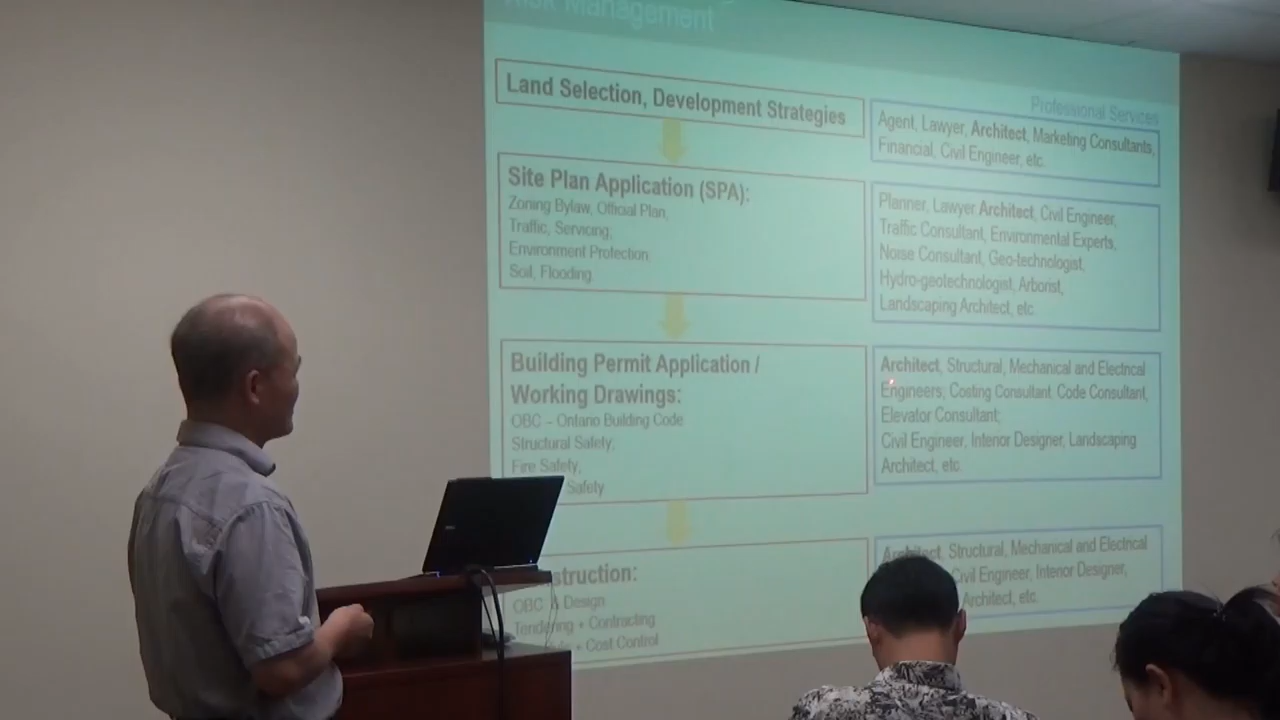 Risk Management
Professional Services
Land Selection, Development Strategies
Agent, Lawyer, Architect, Marketing Consultants,
Financial, Civil Engineer, etc.
Site Plan Application (SPA):
Zoning Bylaw, Official Plan,
Traffic, Servicing;
Environment Protection
Soil, Flooding.
Planner, Lawyer Architect, Civil Engineer,
Traffic Consultant, Environmental Experts,
Noise Consultant, Geo-technologist,
Hydro-geotechnologist, Arborist,
Landscaping Architect, etc
Building Permit Application /
Working Drawings:
OBC – Ontario Building Code
Structural Safety;
Fire Safety,
Safety
Architect, Structural, Mechanical and Electrical
Engineers; Costing Consultant, Code Consultant,
Elevator Consultant;
Civil Engineer, Interior Designer, Landscaping
Architect, etc
struction:
OBC & Design
Tendering + Contracting
+ Cost Control
Architect, Structural, Mechanical and Electrical
Civil Engineer, Interior Designer,
Architect, etc.